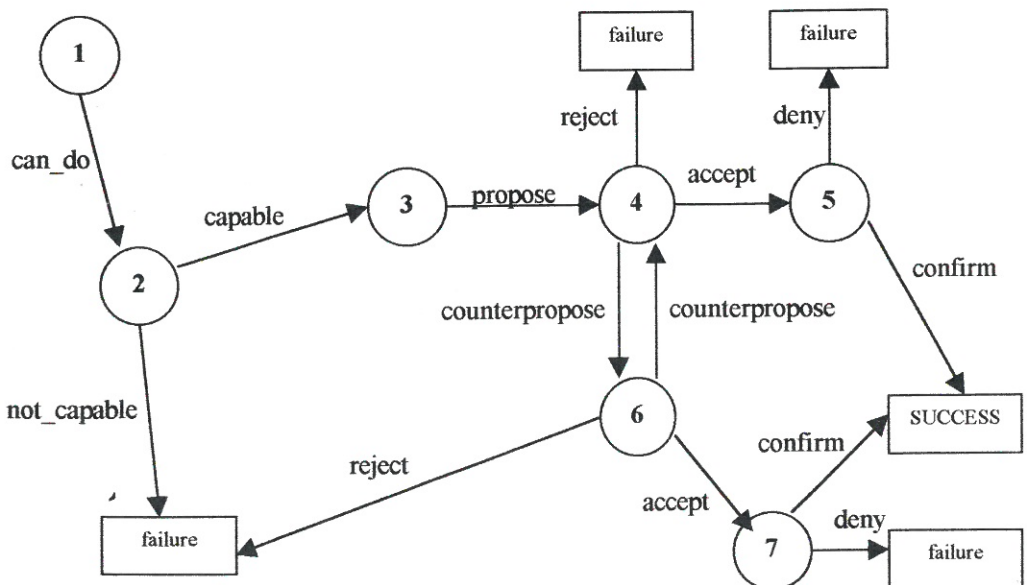 failure
failure
1
reject
deny
can_do
accept
capable
3
propose
4
5
confirm
2
counterpropose
counterpropose
not_capable
6
SUCCESS
confirm
reject
accept
deny
failure
7
failure